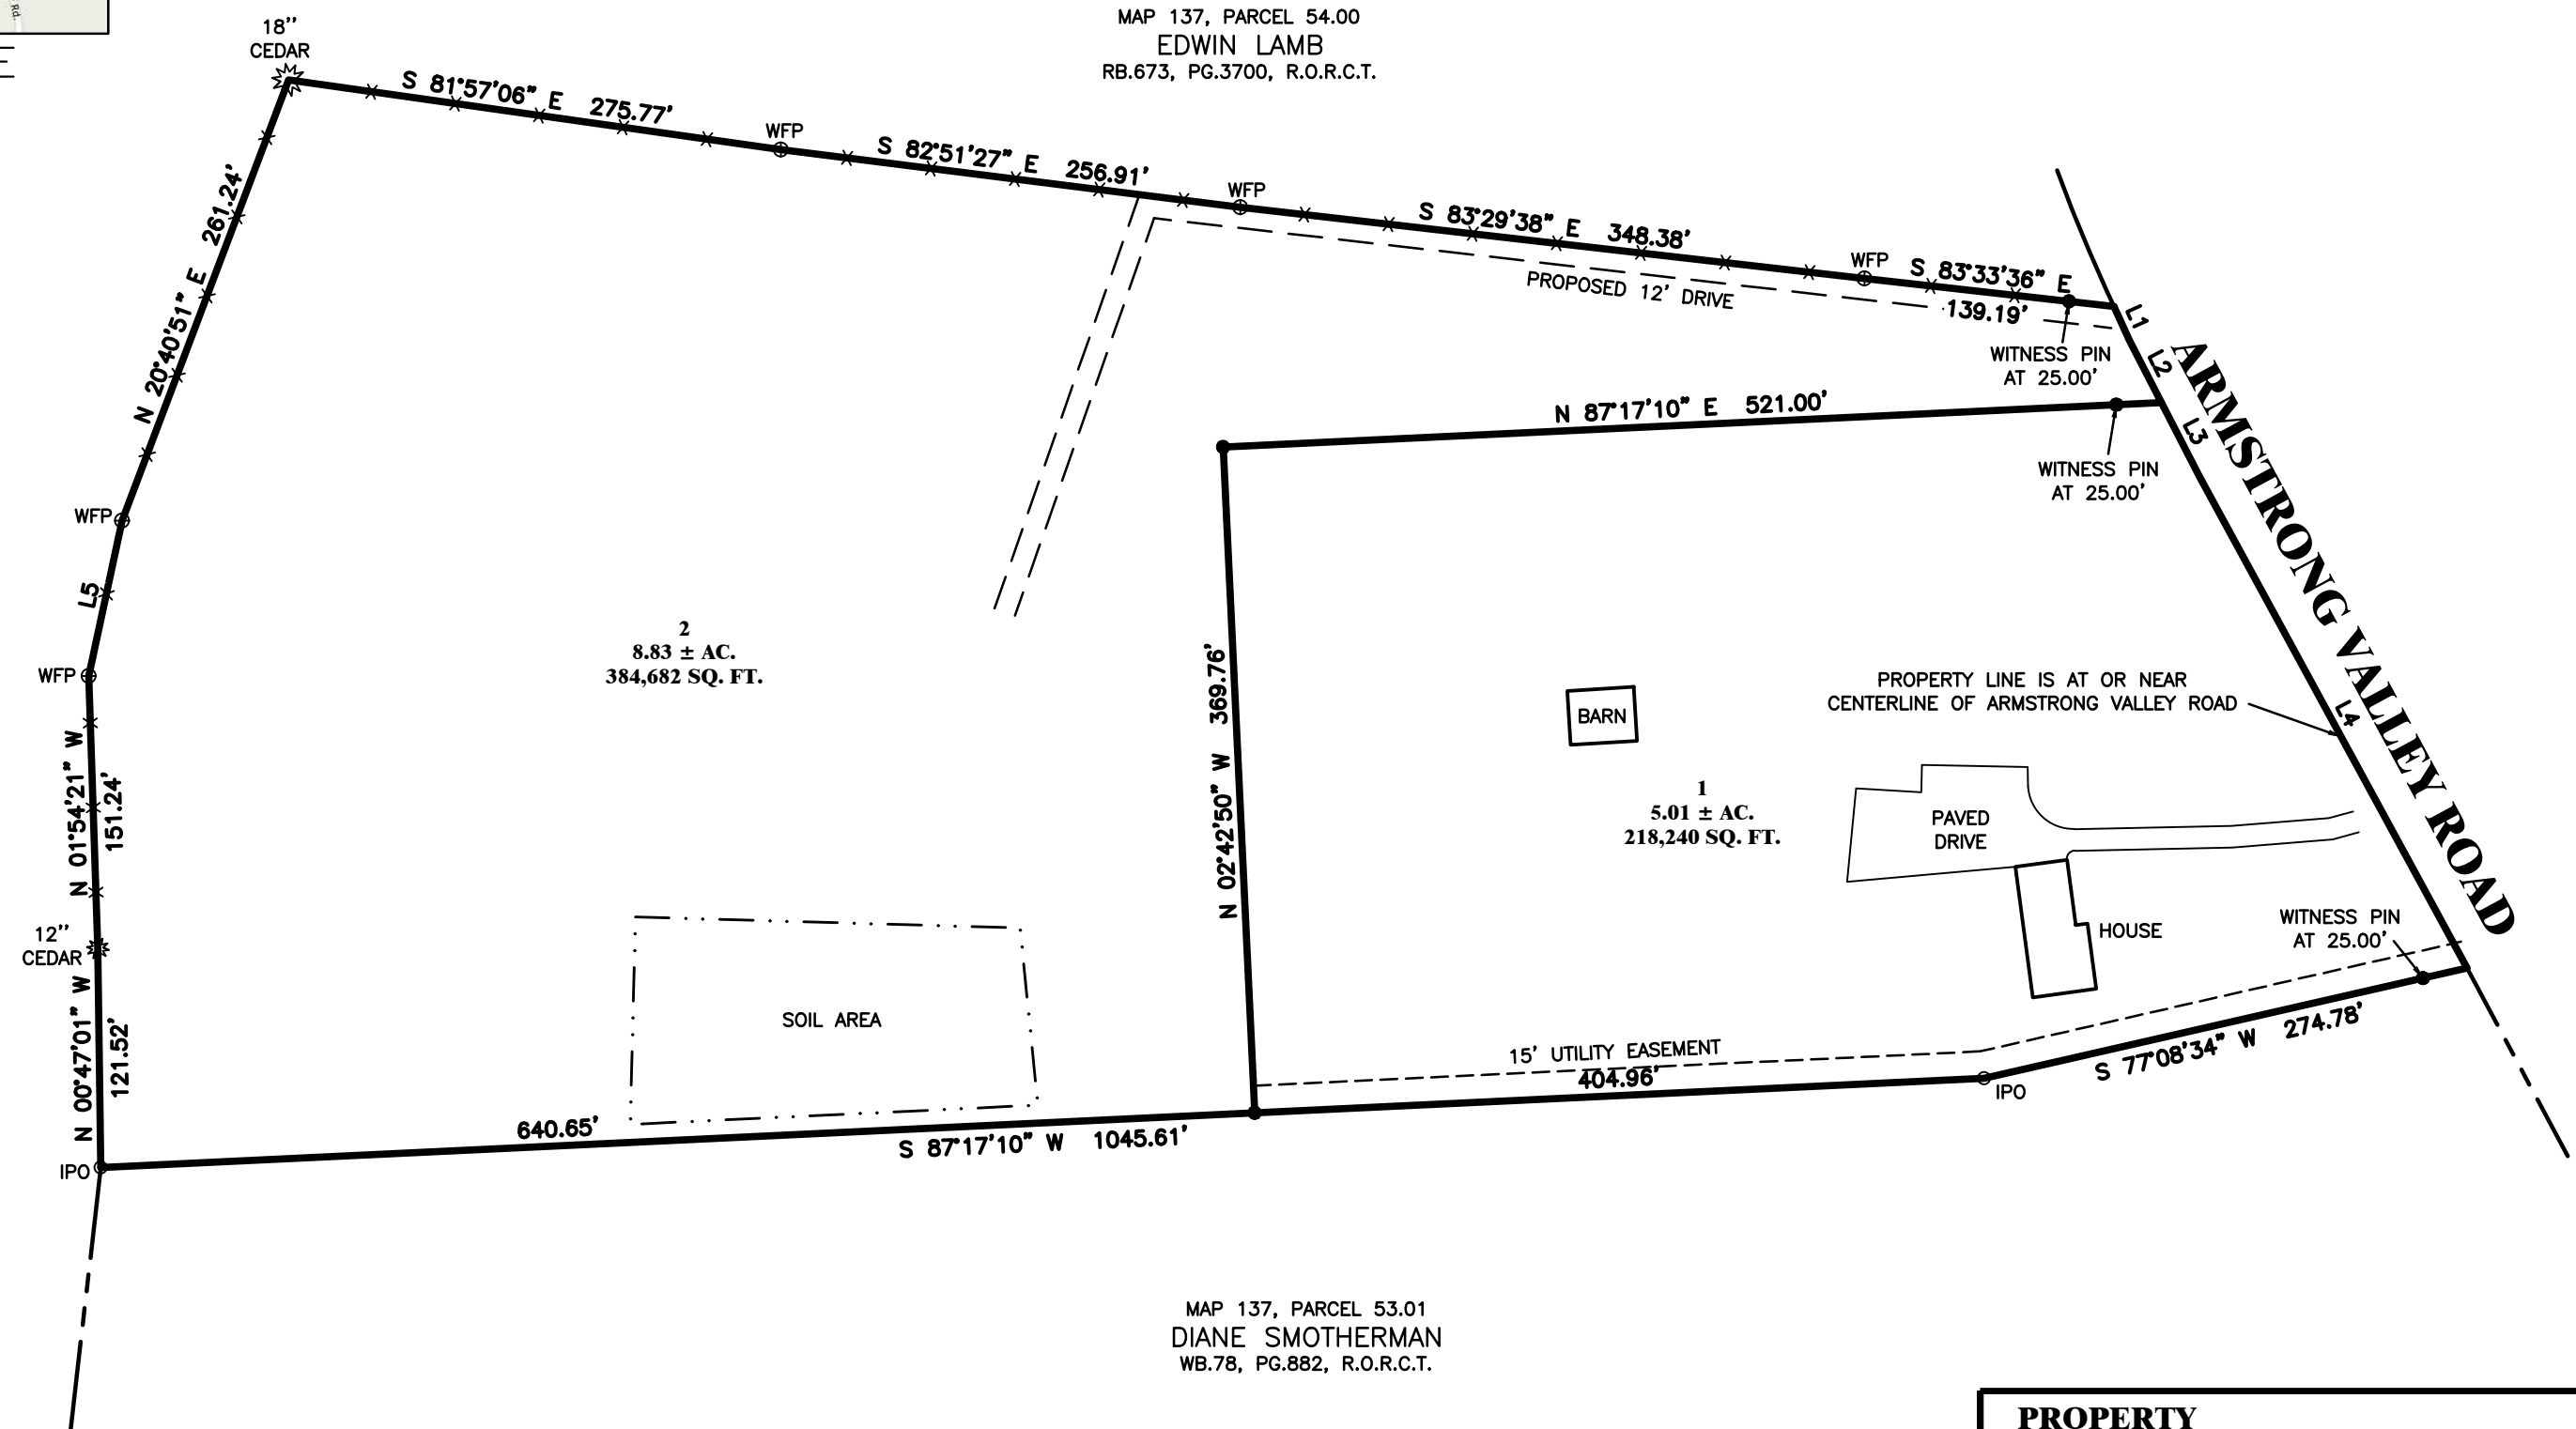 Rd.
18"
CEDAR
MAP 137, PARCEL 54.00
EDWIN LAMB
RB.673, PG.3700, R.O.R.C.T.
S 81°57'06" E 275.77'
WFP
S 82°51'27" E 256.91'
WFP
S 83°29'38" E 348.38'
WFP
S 83°33'36" E
139.19'
PROPOSED 12' DRIVE
WITNESS PIN
AT 25.00'
L1
L2
L3
L4
ARMSTRONG VALLEY ROAD
N 87°17'10" E 521.00'
WITNESS PIN
AT 25.00'
N 20°40'51" E 261.24'
WFP
L5
WFP
2
8.83 ± AC.
384,682 SQ. FT.
N 02°42'50" W 369.76'
BARN
PROPERTY LINE IS AT OR NEAR
CENTERLINE OF ARMSTRONG VALLEY ROAD
1
5.01 ± AC.
218,240 SQ. FT.
PAVED
DRIVE
HOUSE
WITNESS PIN
AT 25.00'
N 01°54'21" W
151.24'
12"
CEDAR
N 00°47'01" W
121.52'
SOIL AREA
15' UTILITY EASEMENT
404.96'
IPO
S 77°08'34" W 274.78'
640.65'
S 87°17'10" W 1045.61'
IPO
MAP 137, PARCEL 53.01
DIANE SMOTHERMAN
WB.78, PG.882, R.O.R.C.T.
PROPERTY